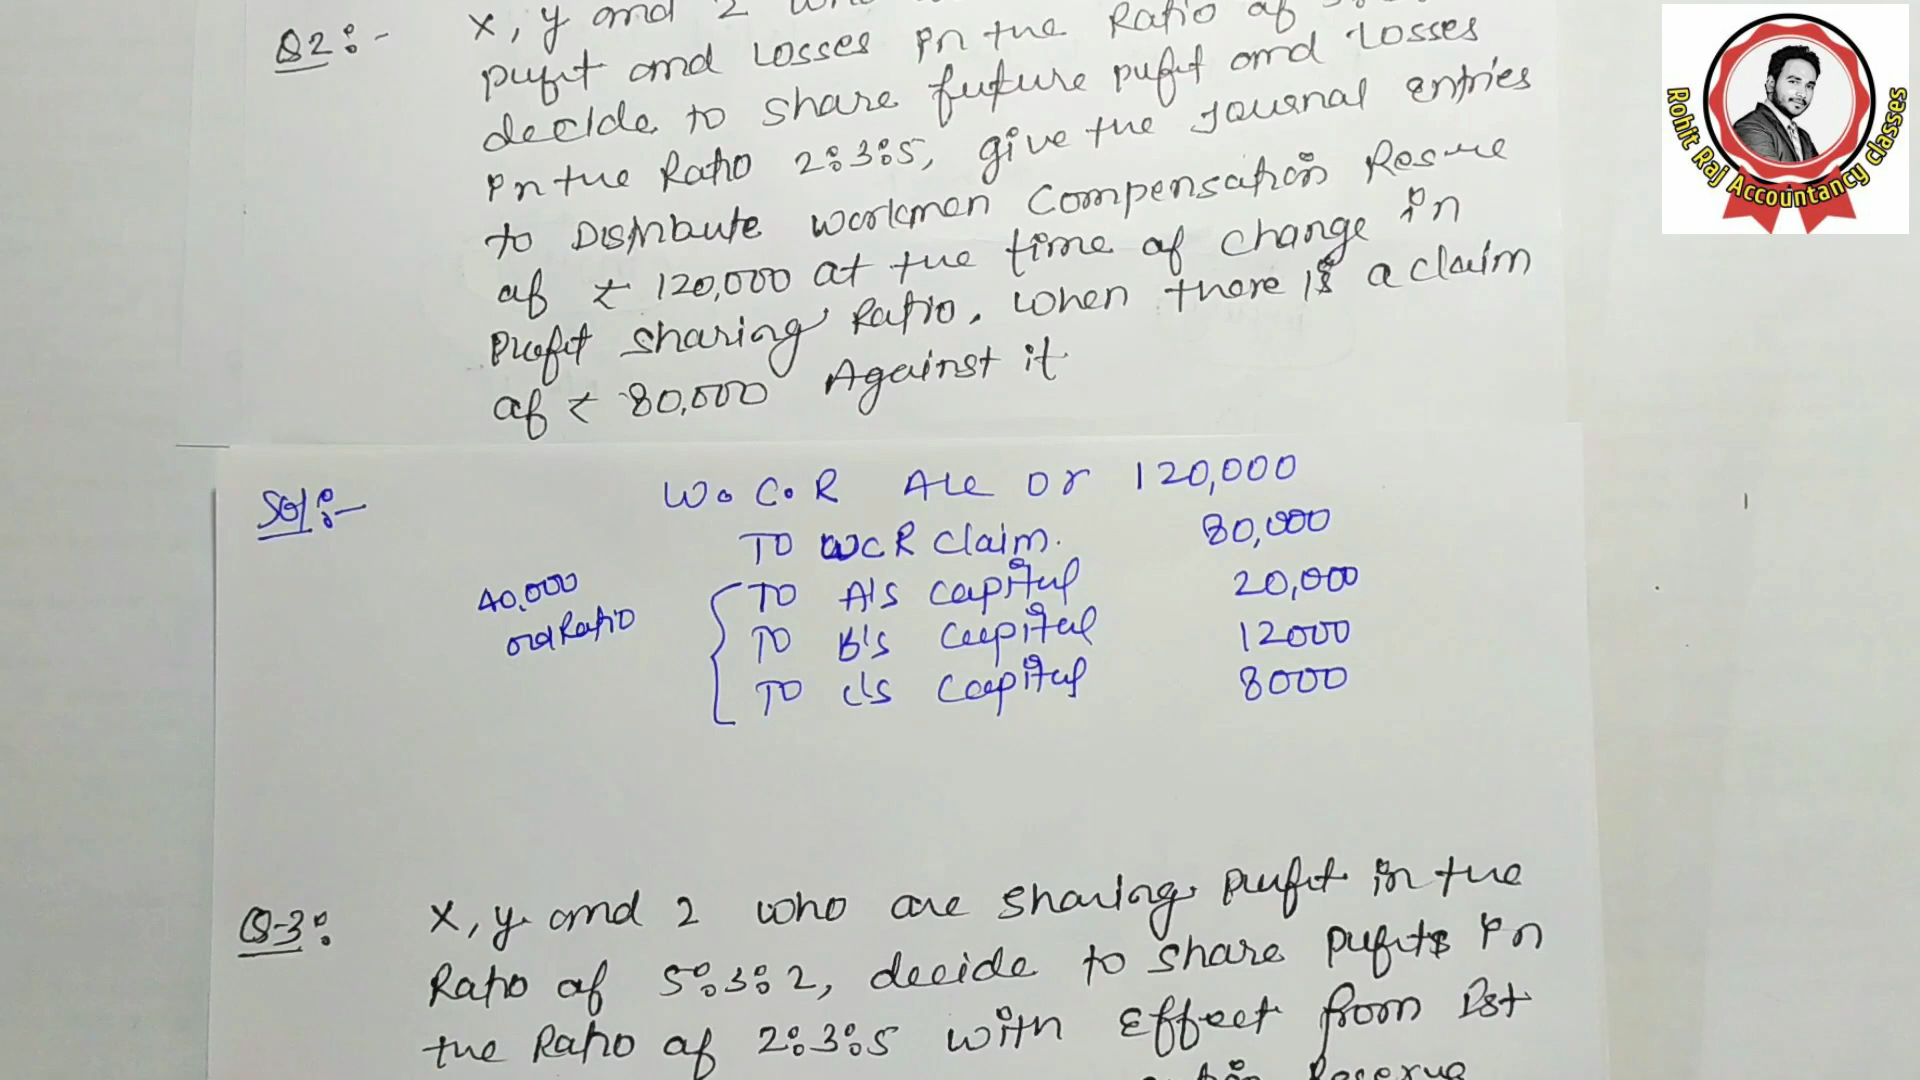 Q2:- X, Y and Z who
profit and Losses in the Ratio of
decide to share future profit and Losses
in the Ratio 2:3:5, give the Journal entries
to Distribute workmen Compensation Reserve
of ₹ 120,000 at the time of change in
Profit sharing Ratio, when there is a claim
of ₹ 80,000 Against it
Sol:- W.C.R A/c Dr 120,000
TO WCR claim. 80,000
40,000 TO A's capital 20,000
old Ratio TO B's capital 12000
TO C's capital 8000
Q-3: X, Y and Z who are sharing profit in the
Ratio of 5:3:2, decide to share profits in
the Ratio of 2:3:5 with Effect from 1st
Reserve
Rohit Raj Accountancy classes